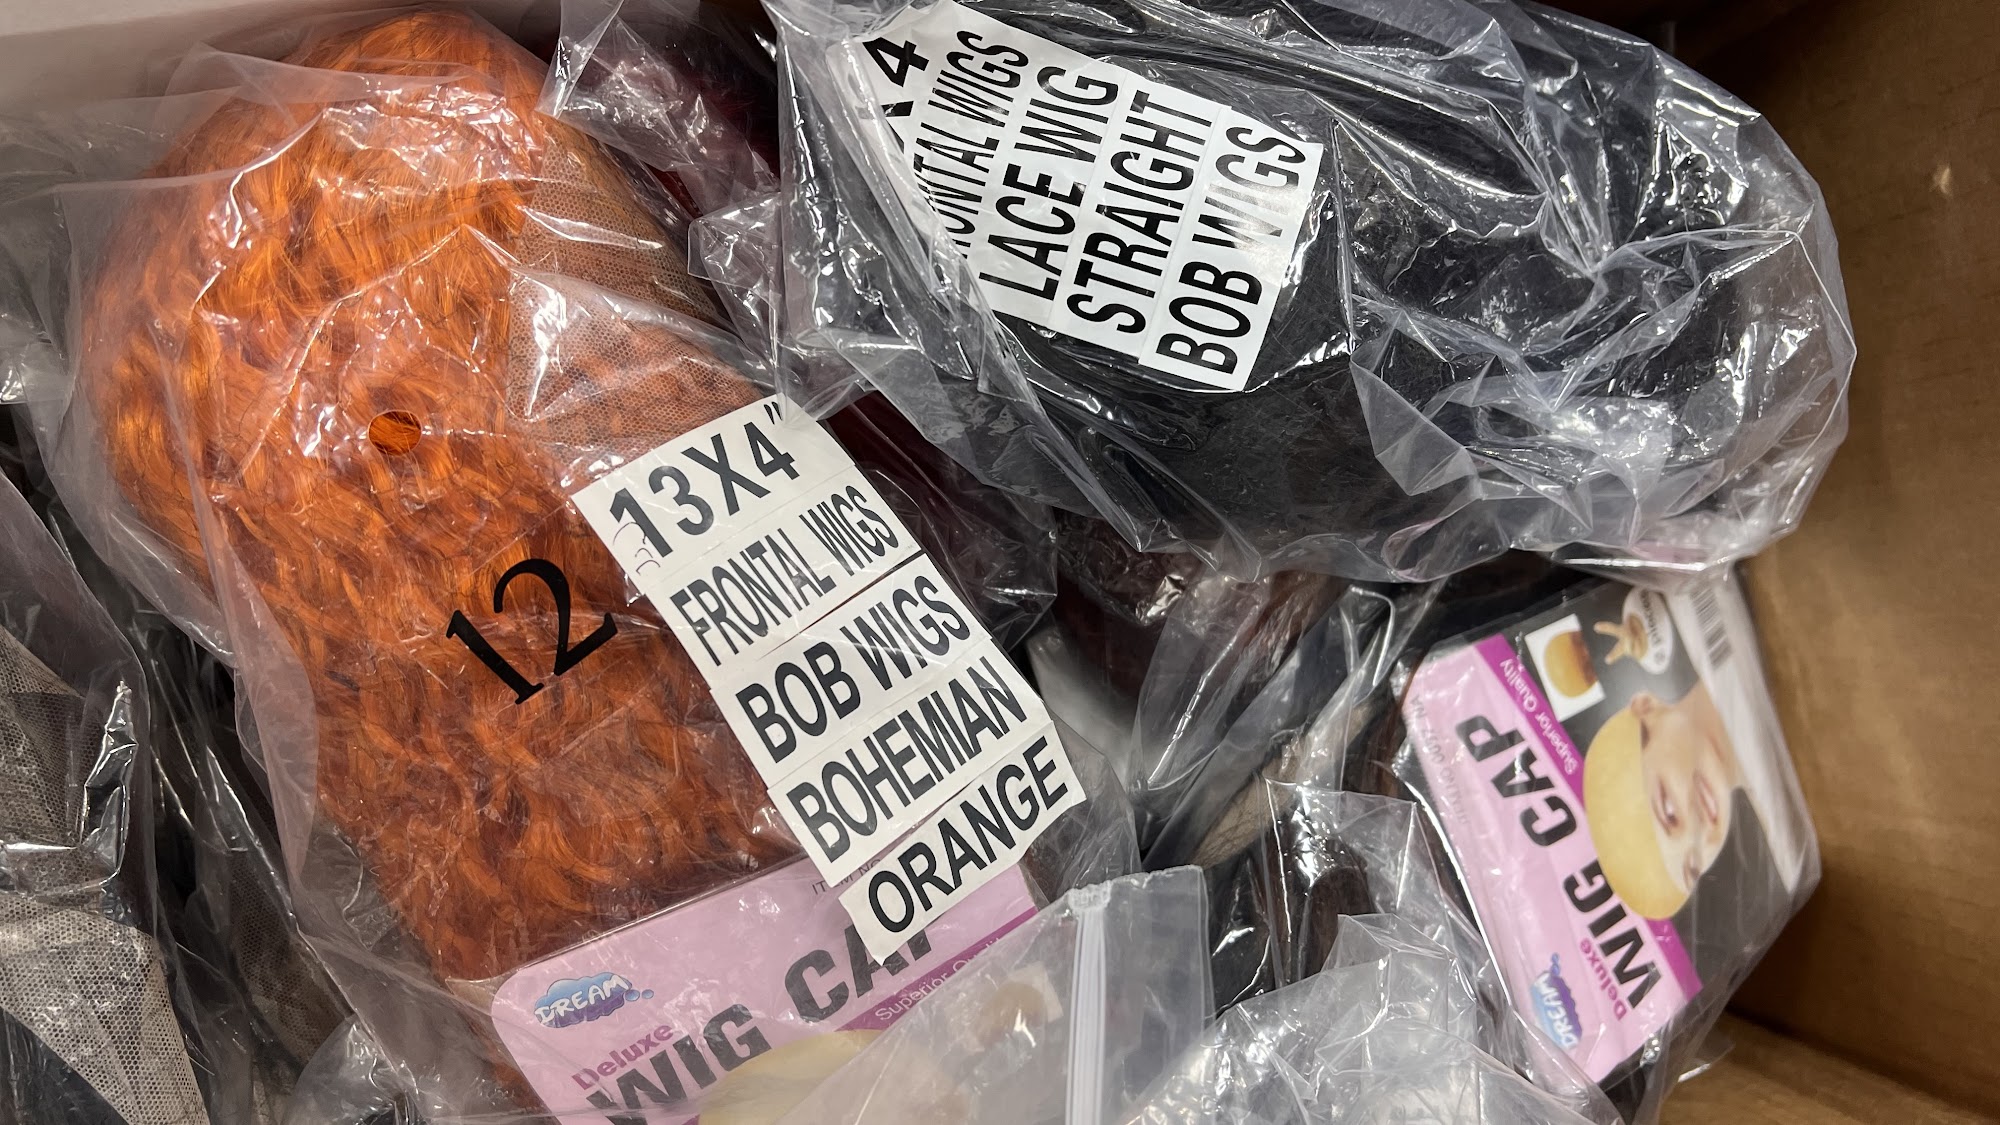 12
13X4"
FRONTAL WIGS
BOB WIGS
BOHEMIAN
ORANGE
DREAM
Deluxe
WIG CAP
Superior
X4
FRONTAL WIGS
LACE WIG
STRAIGHT
BOB WIGS
DREAM
Deluxe
WIG CAP
Superior Quality